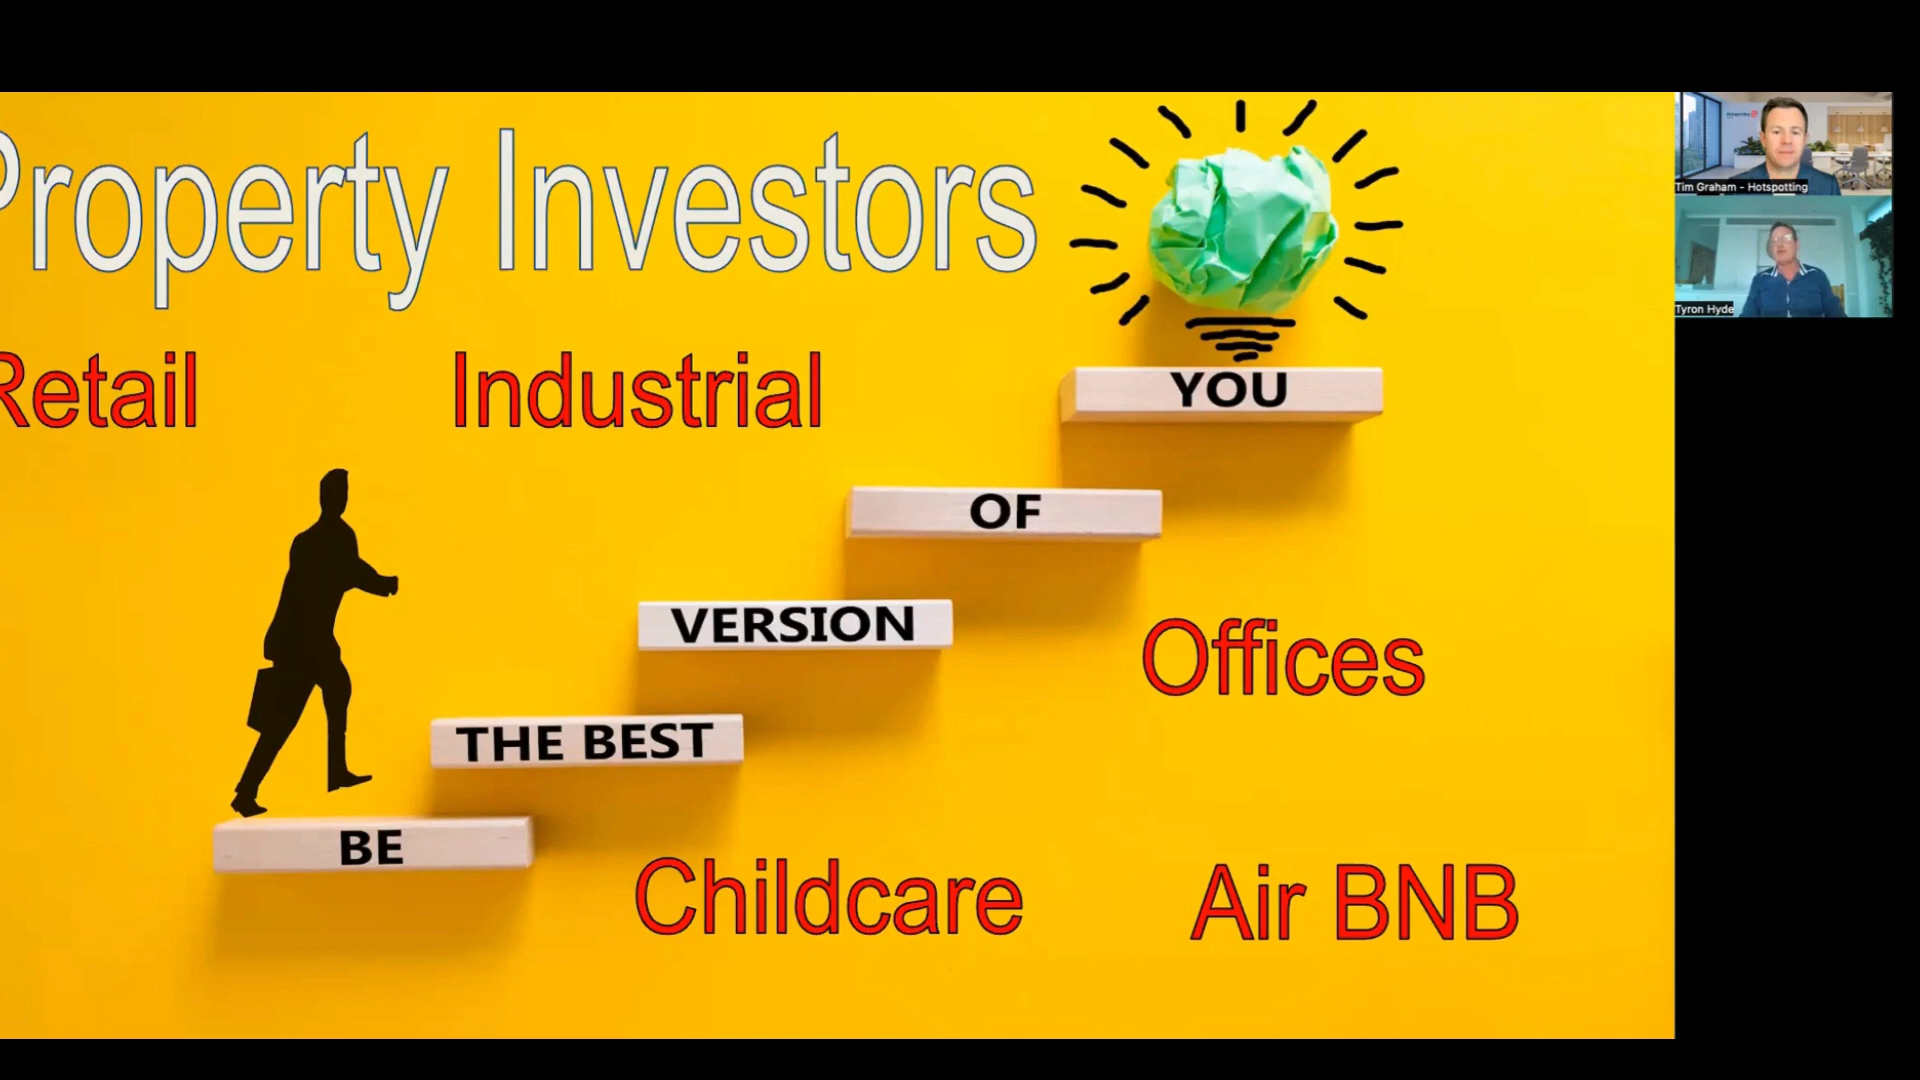 Property Investors
Retail
Industrial
YOU
OF
VERSION
THE BEST
BE
Offices
Childcare
Air BNB
Tim Graham - Hotspotting
Tyron Hyde